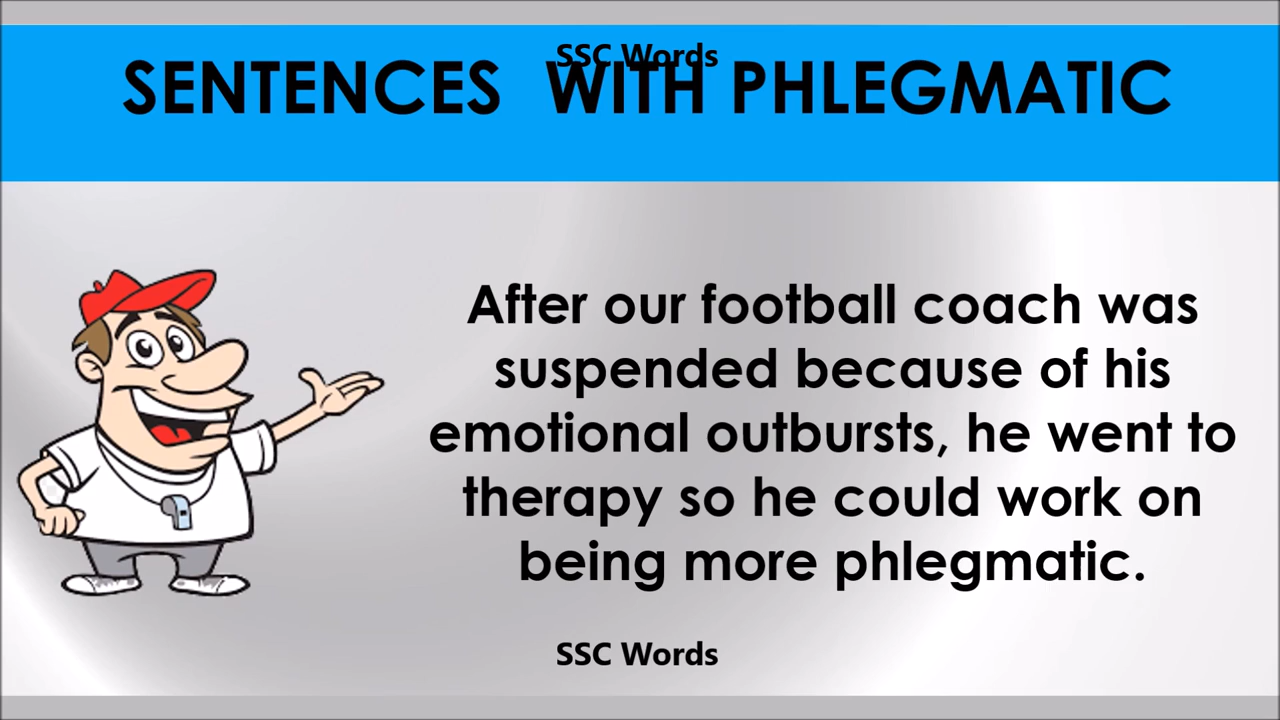 SSC Words
SENTENCES WITH PHLEGMATIC
After our football coach was
suspended because of his
emotional outbursts, he went to
therapy so he could work on
being more phlegmatic.
SSC Words